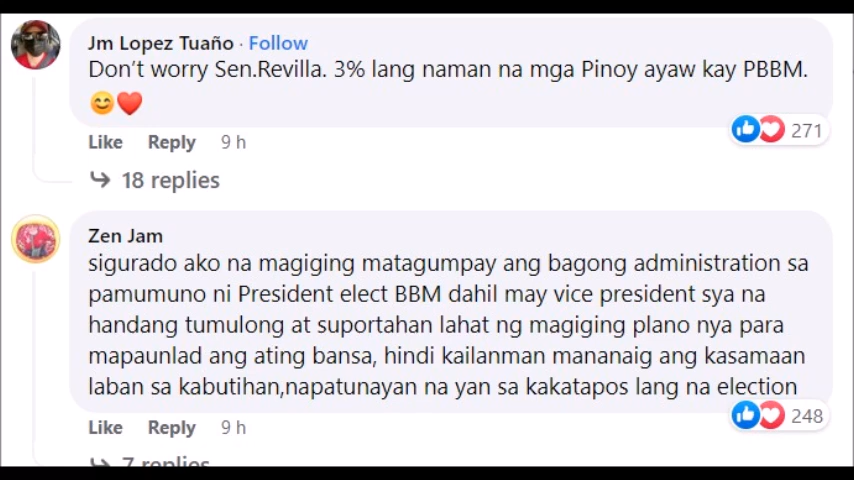 Jm Lopez Tuaño · Follow
Don't worry Sen.Revilla. 3% lang naman na mga Pinoy ayaw kay PBBM.
😊❤️
Like Reply 9 h
271
18 replies
Zen Jam
sigurado ako na magiging matagumpay ang bagong administration sa
pamumuno ni President elect BBM dahil may vice president sya na
handang tumulong at suportahan lahat ng magiging plano nya para
mapaunlad ang ating bansa, hindi kailanman mananaig ang kasamaan
laban sa kabutihan,napatunayan na yan sa kakatapos lang na election
Like Reply 9 h
248
7 replies